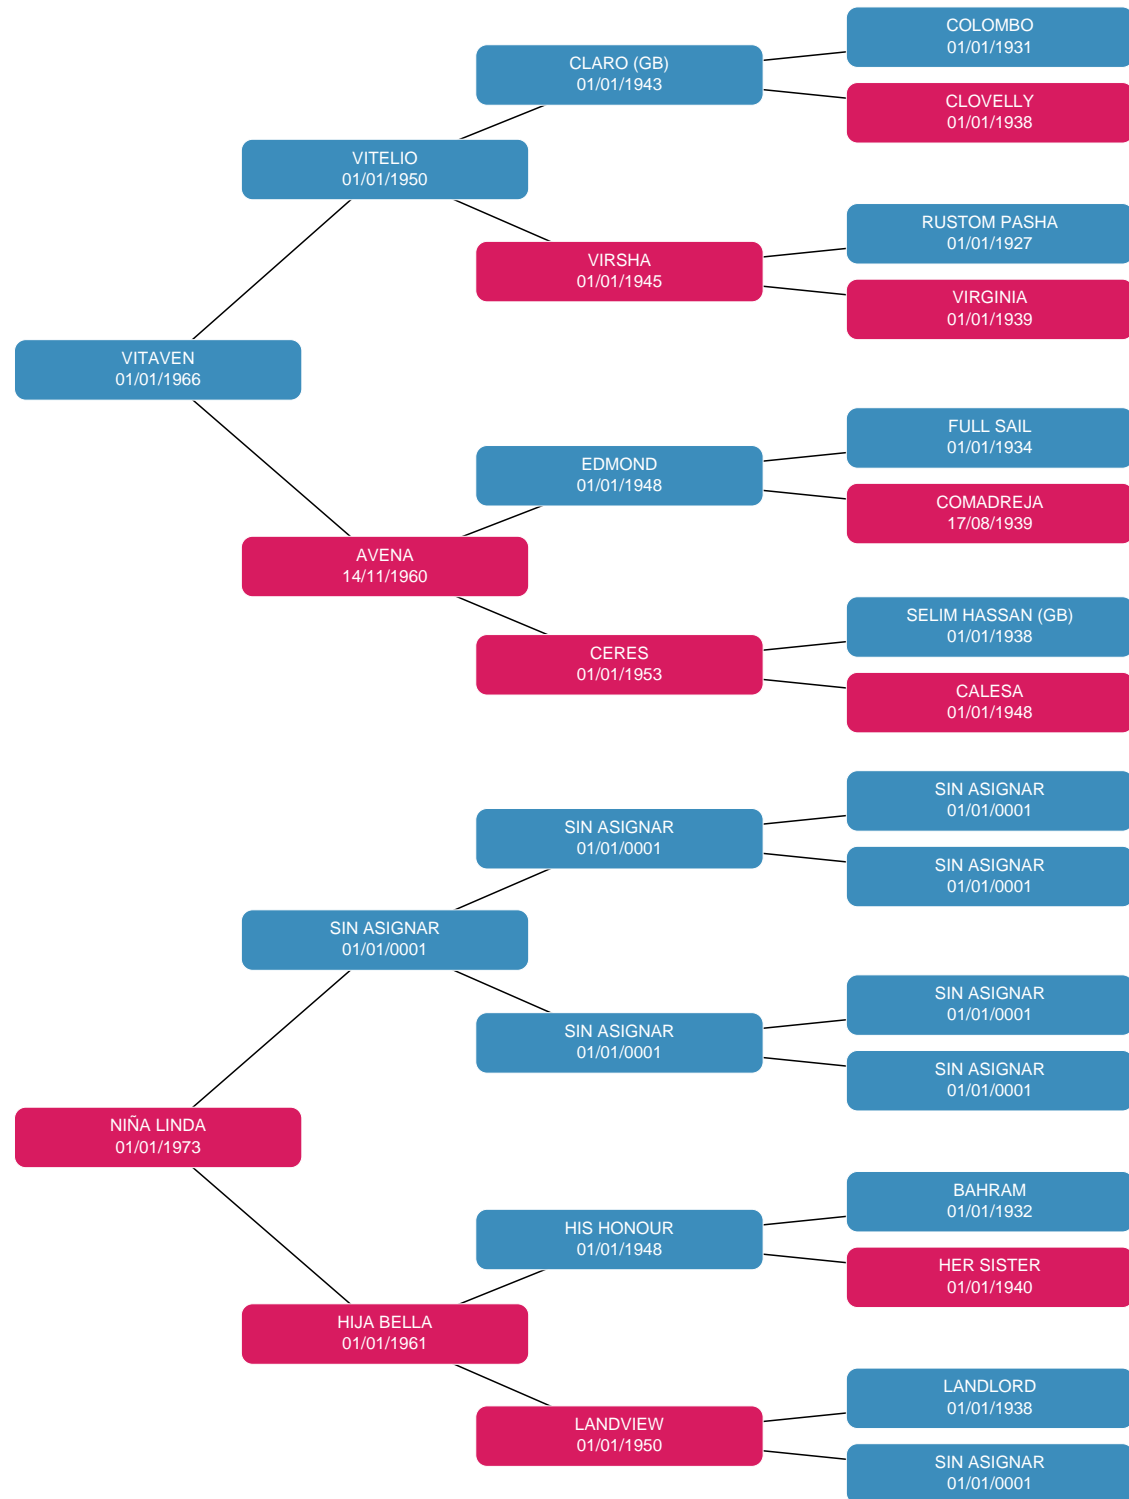 COLOMBO
01/01/1931
CLARO (GB)
01/01/1943
CLOVELLY
01/01/1938
VITELIO
01/01/1950
RUSTOM PASHA
01/01/1927
VIRSHA
01/01/1945
VIRGINIA
01/01/1939
VITAVEN
01/01/1966
FULL SAIL
01/01/1934
EDMOND
01/01/1948
COMADREJA
17/08/1939
AVENA
14/11/1960
SELIM HASSAN (GB)
01/01/1938
CERES
01/01/1953
CALESA
01/01/1948
SIN ASIGNAR
01/01/0001
SIN ASIGNAR
01/01/0001
SIN ASIGNAR
01/01/0001
SIN ASIGNAR
01/01/0001
SIN ASIGNAR
01/01/0001
SIN ASIGNAR
01/01/0001
SIN ASIGNAR
01/01/0001
NIÑA LINDA
01/01/1973
BAHRAM
01/01/1932
HIS HONOUR
01/01/1948
HER SISTER
01/01/1940
HIJA BELLA
01/01/1961
LANDLORD
01/01/1938
LANDVIEW
01/01/1950
SIN ASIGNAR
01/01/0001